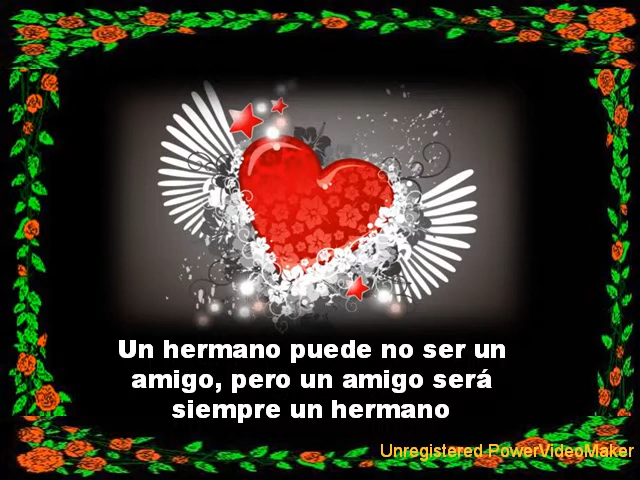 Un hermano puede no ser un
amigo, pero un amigo será
siempre un hermano
Unregistered PowerVideoMaker